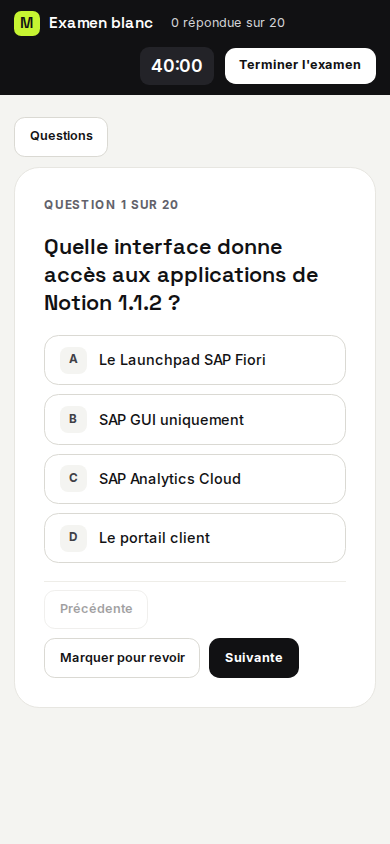 M Examen blanc 0 répondue sur 20
40:00 Terminer l'examen
Questions
QUESTION 1 SUR 20
Quelle interface donne
accès aux applications de
Notion 1.1.2 ?
A Le Launchpad SAP Fiori
B SAP GUI uniquement
C SAP Analytics Cloud
D Le portail client
Précédente
Marquer pour revoir Suivante